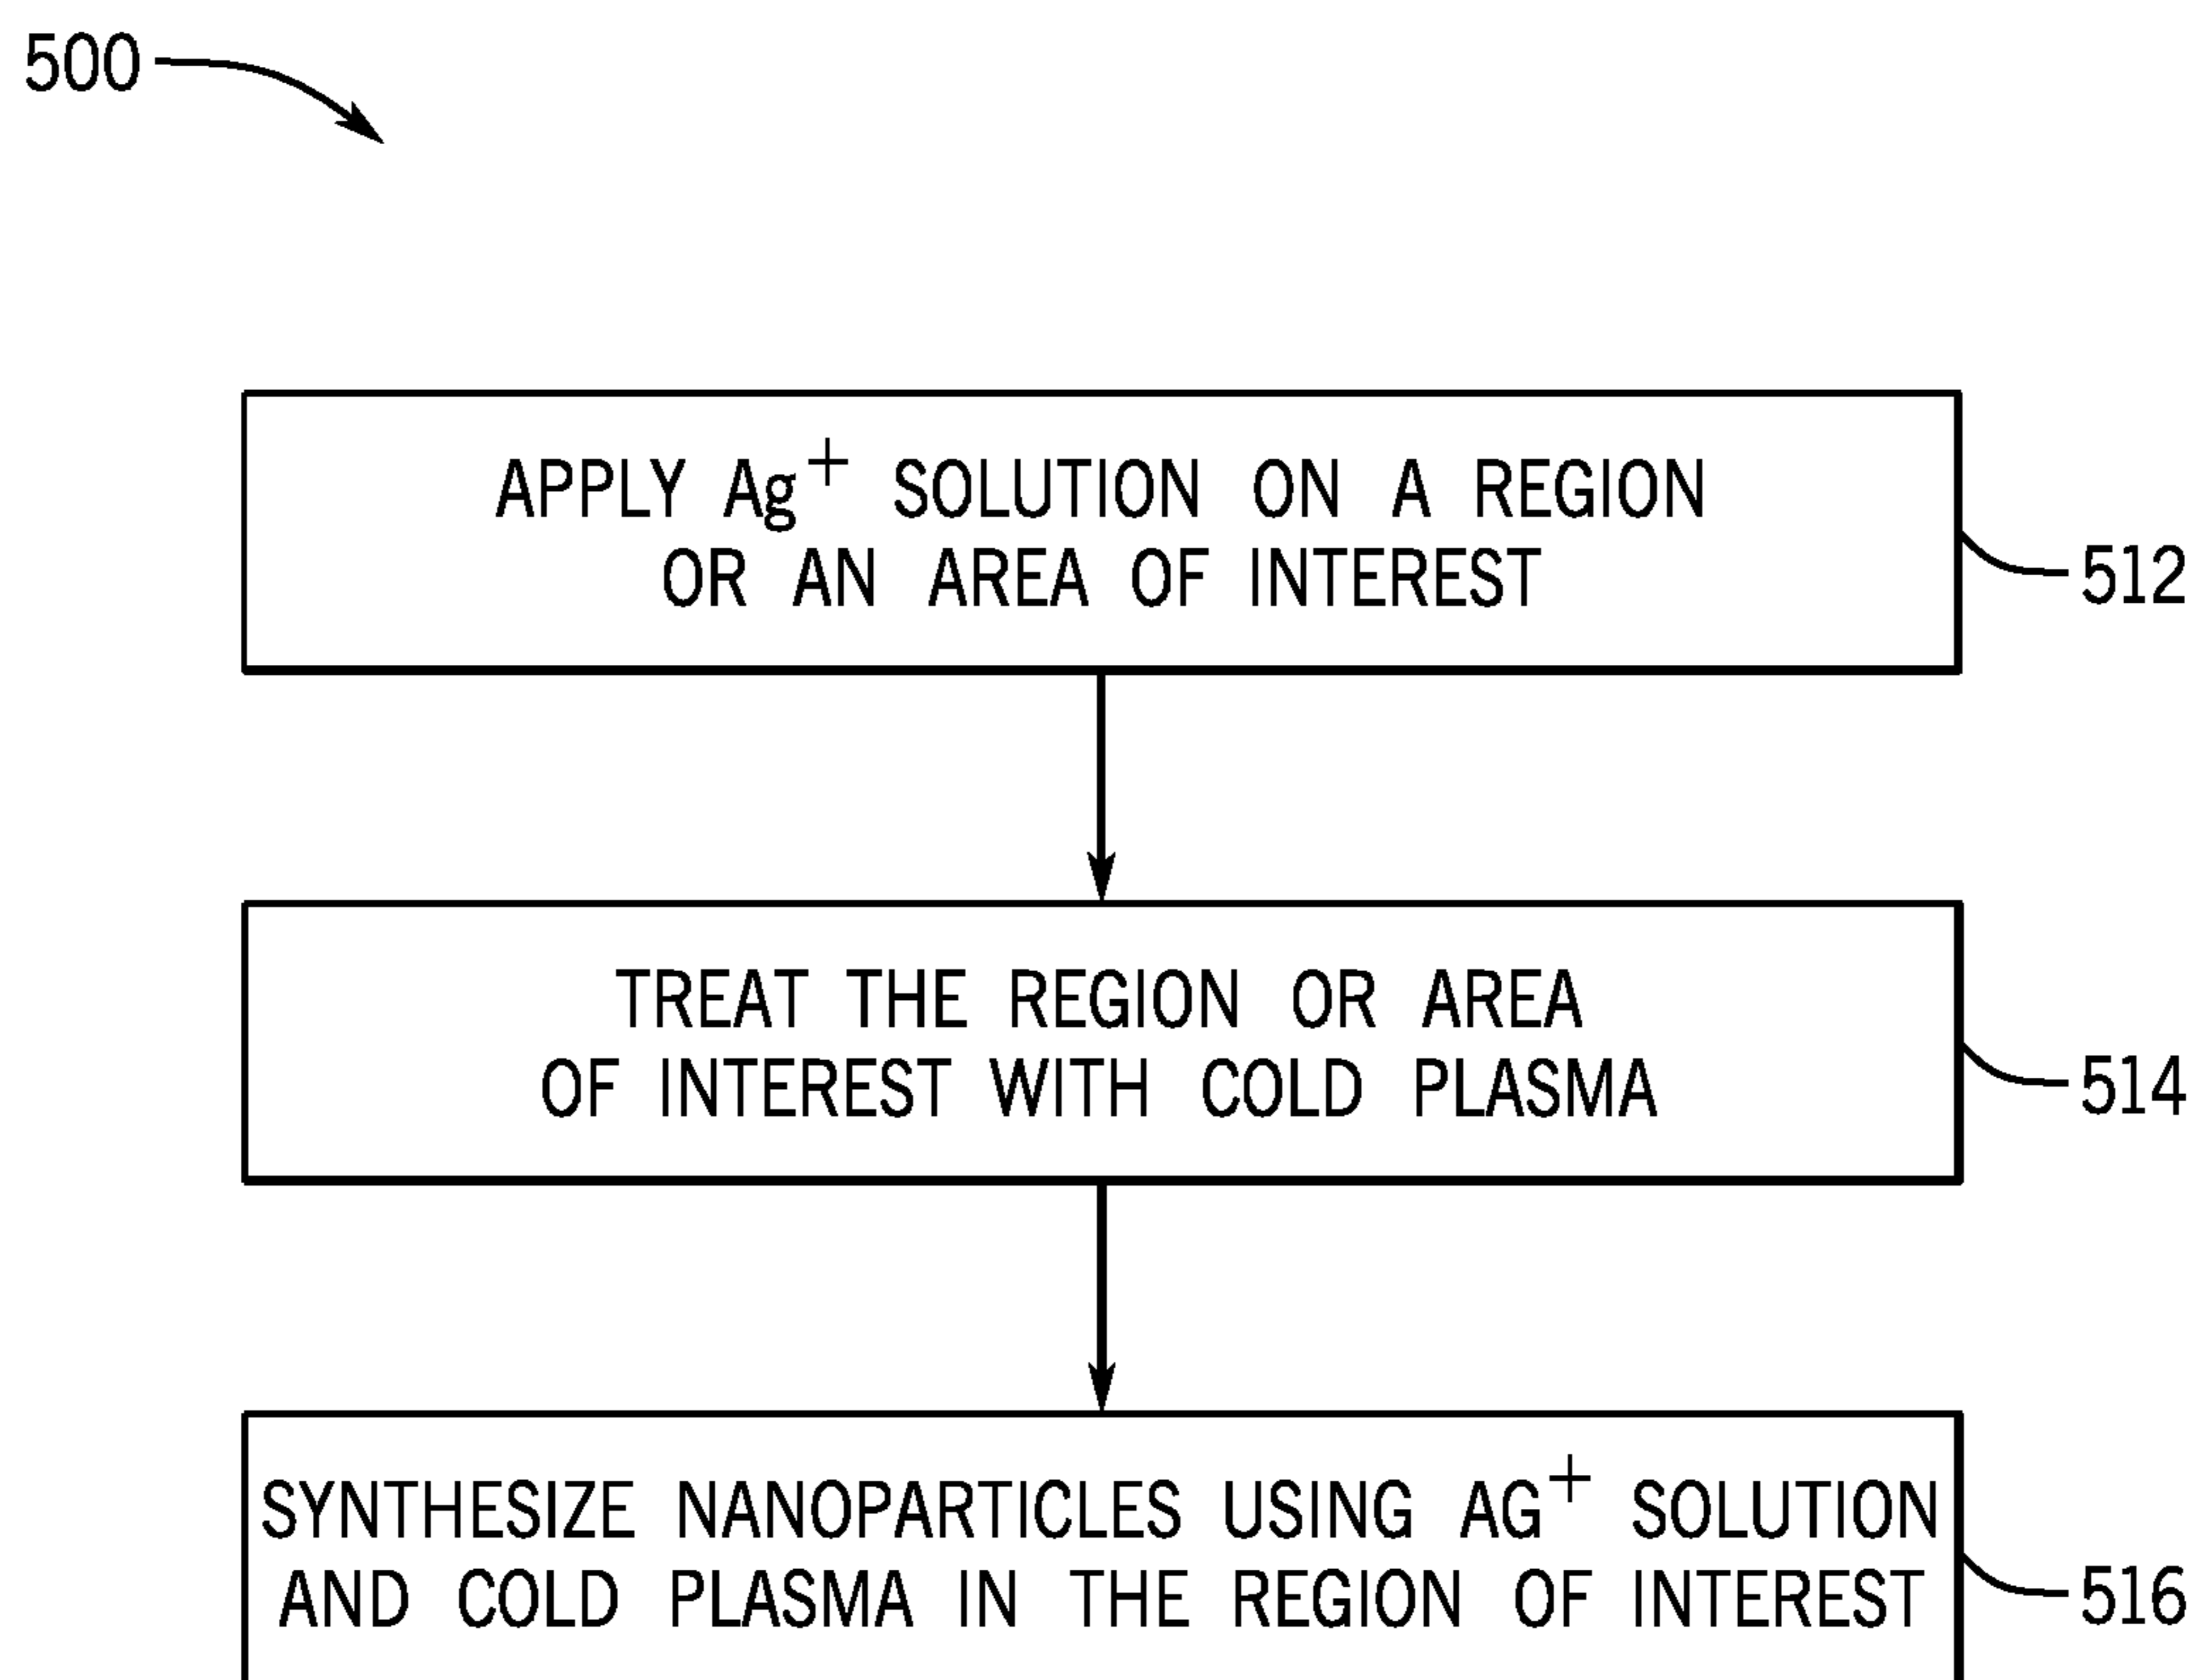 500
APPLY Ag⁺ SOLUTION ON A REGION
OR AN AREA OF INTEREST
512
TREAT THE REGION OR AREA
OF INTEREST WITH COLD PLASMA
514
SYNTHESIZE NANOPARTICLES USING AG⁺ SOLUTION
AND COLD PLASMA IN THE REGION OF INTEREST
516